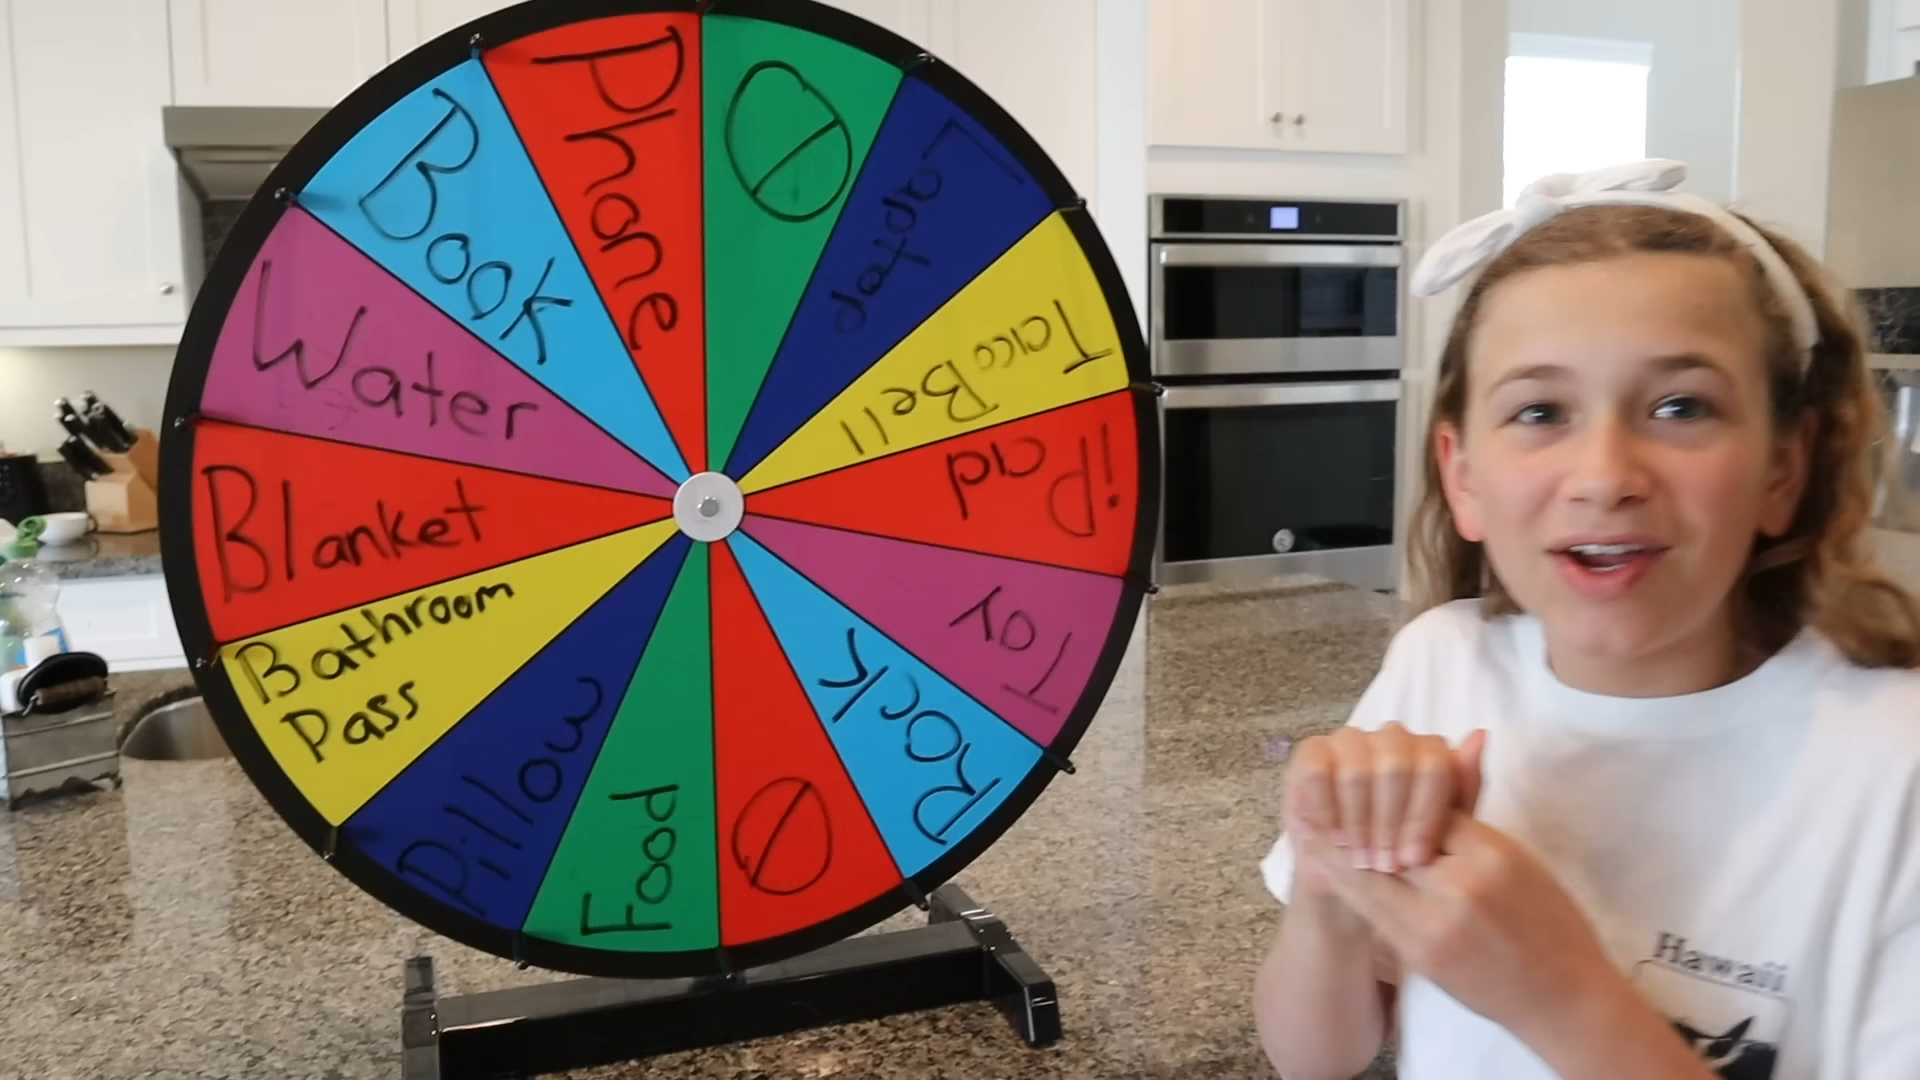 Phone
Laptop
Taco Bell
iPad
Toy
Rock
Food
Pillow
Bathroom
Pass
Blanket
Water
Book
Hawaii